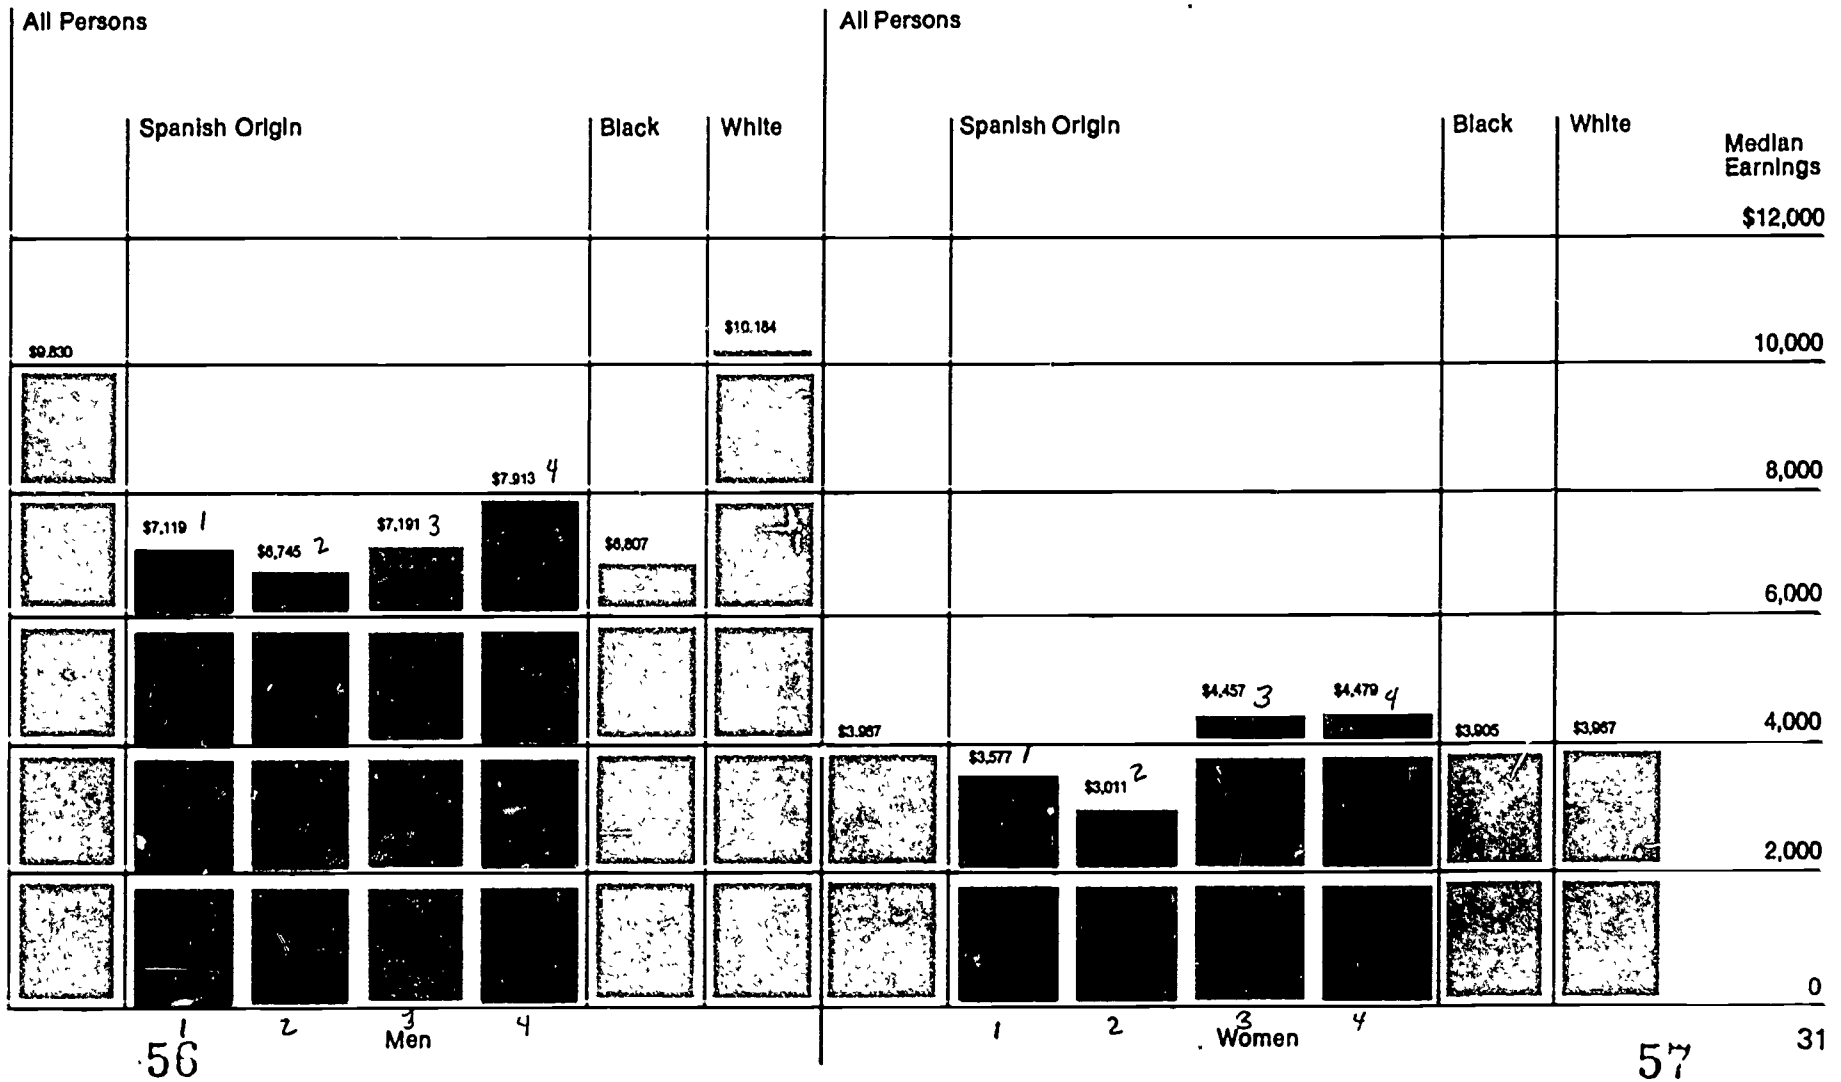 All Persons
All Persons
Spanish Origin
Black
White
Spanish Origin
Black
White
Median
Earnings
$12,000
$10.184
10,000
$9.830
8,000
$7.913 4
$7,119 1
$7,191 3
$6,745 2
$6,807
6,000
$4,457 3
$4,479 4
4,000
$3.967
$3.905
$3,967
$3,577 1
$3,011 2
2,000
0
1 2 3 4
Men
1 2 3 4
Women
31
56
57